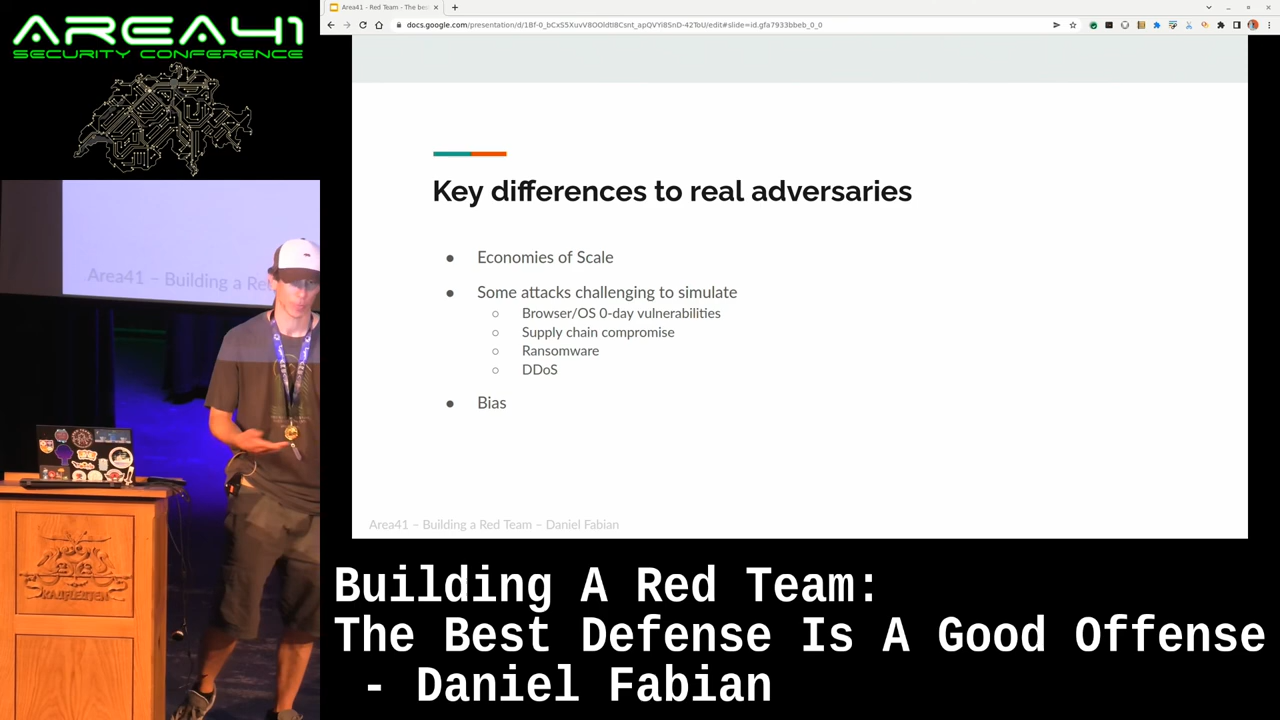 AREA41
SECURITY CONFERENCE
Area41 - Red Team - The be
docs.google.com/presentation/d/1Bf-0_bCxS5XuvV8OOldtI8Csnt_apQVYiBSnD-42ToU/edit#slide=id.gfa7933bbeb_0_0
Key differences to real adversaries
● Economies of Scale
● Some attacks challenging to simulate
○ Browser/OS 0-day vulnerabilities
○ Supply chain compromise
○ Ransomware
○ DDoS
● Bias
Area41 – Building a Red Team – Daniel Fabian
Area41 – Building a Re
KAUFLEUTEN
Building A Red Team:
The Best Defense Is A Good Offense
- Daniel Fabian